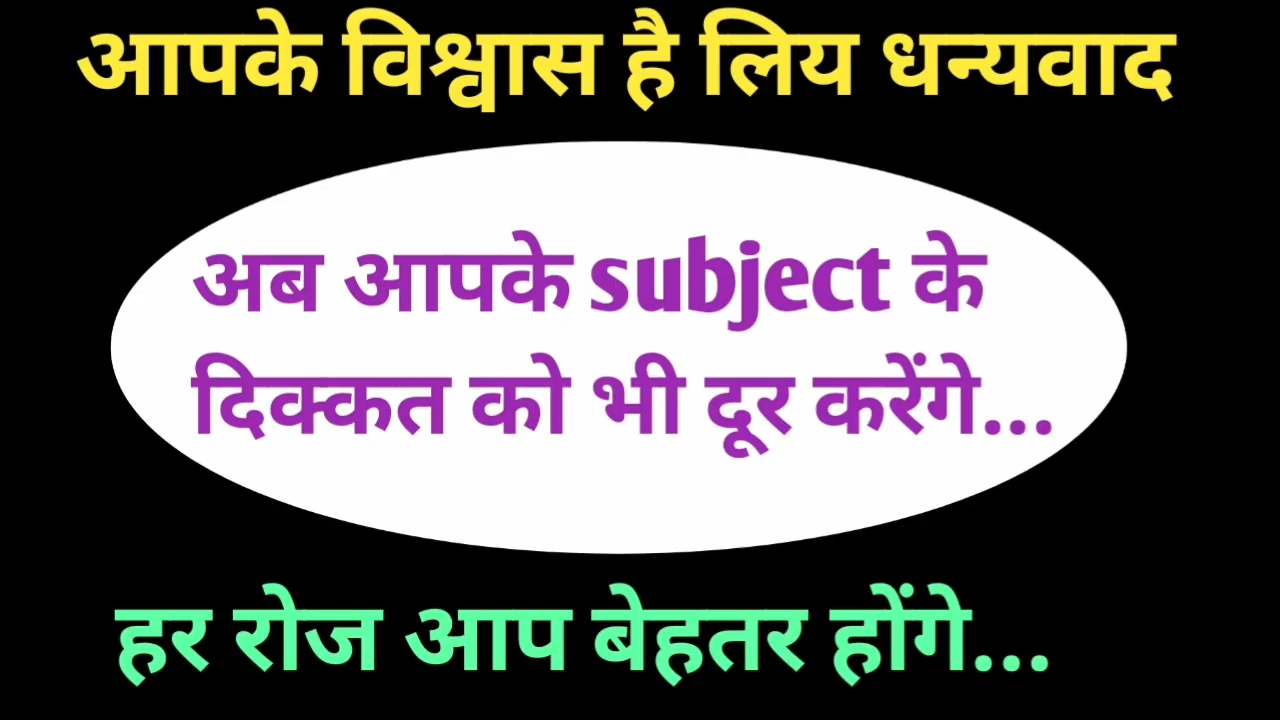 आपके विश्वास है लिय धन्यवाद
अब आपके subject के
दिक्कत को भी दूर करेंगे...
हर रोज आप बेहतर होंगे...